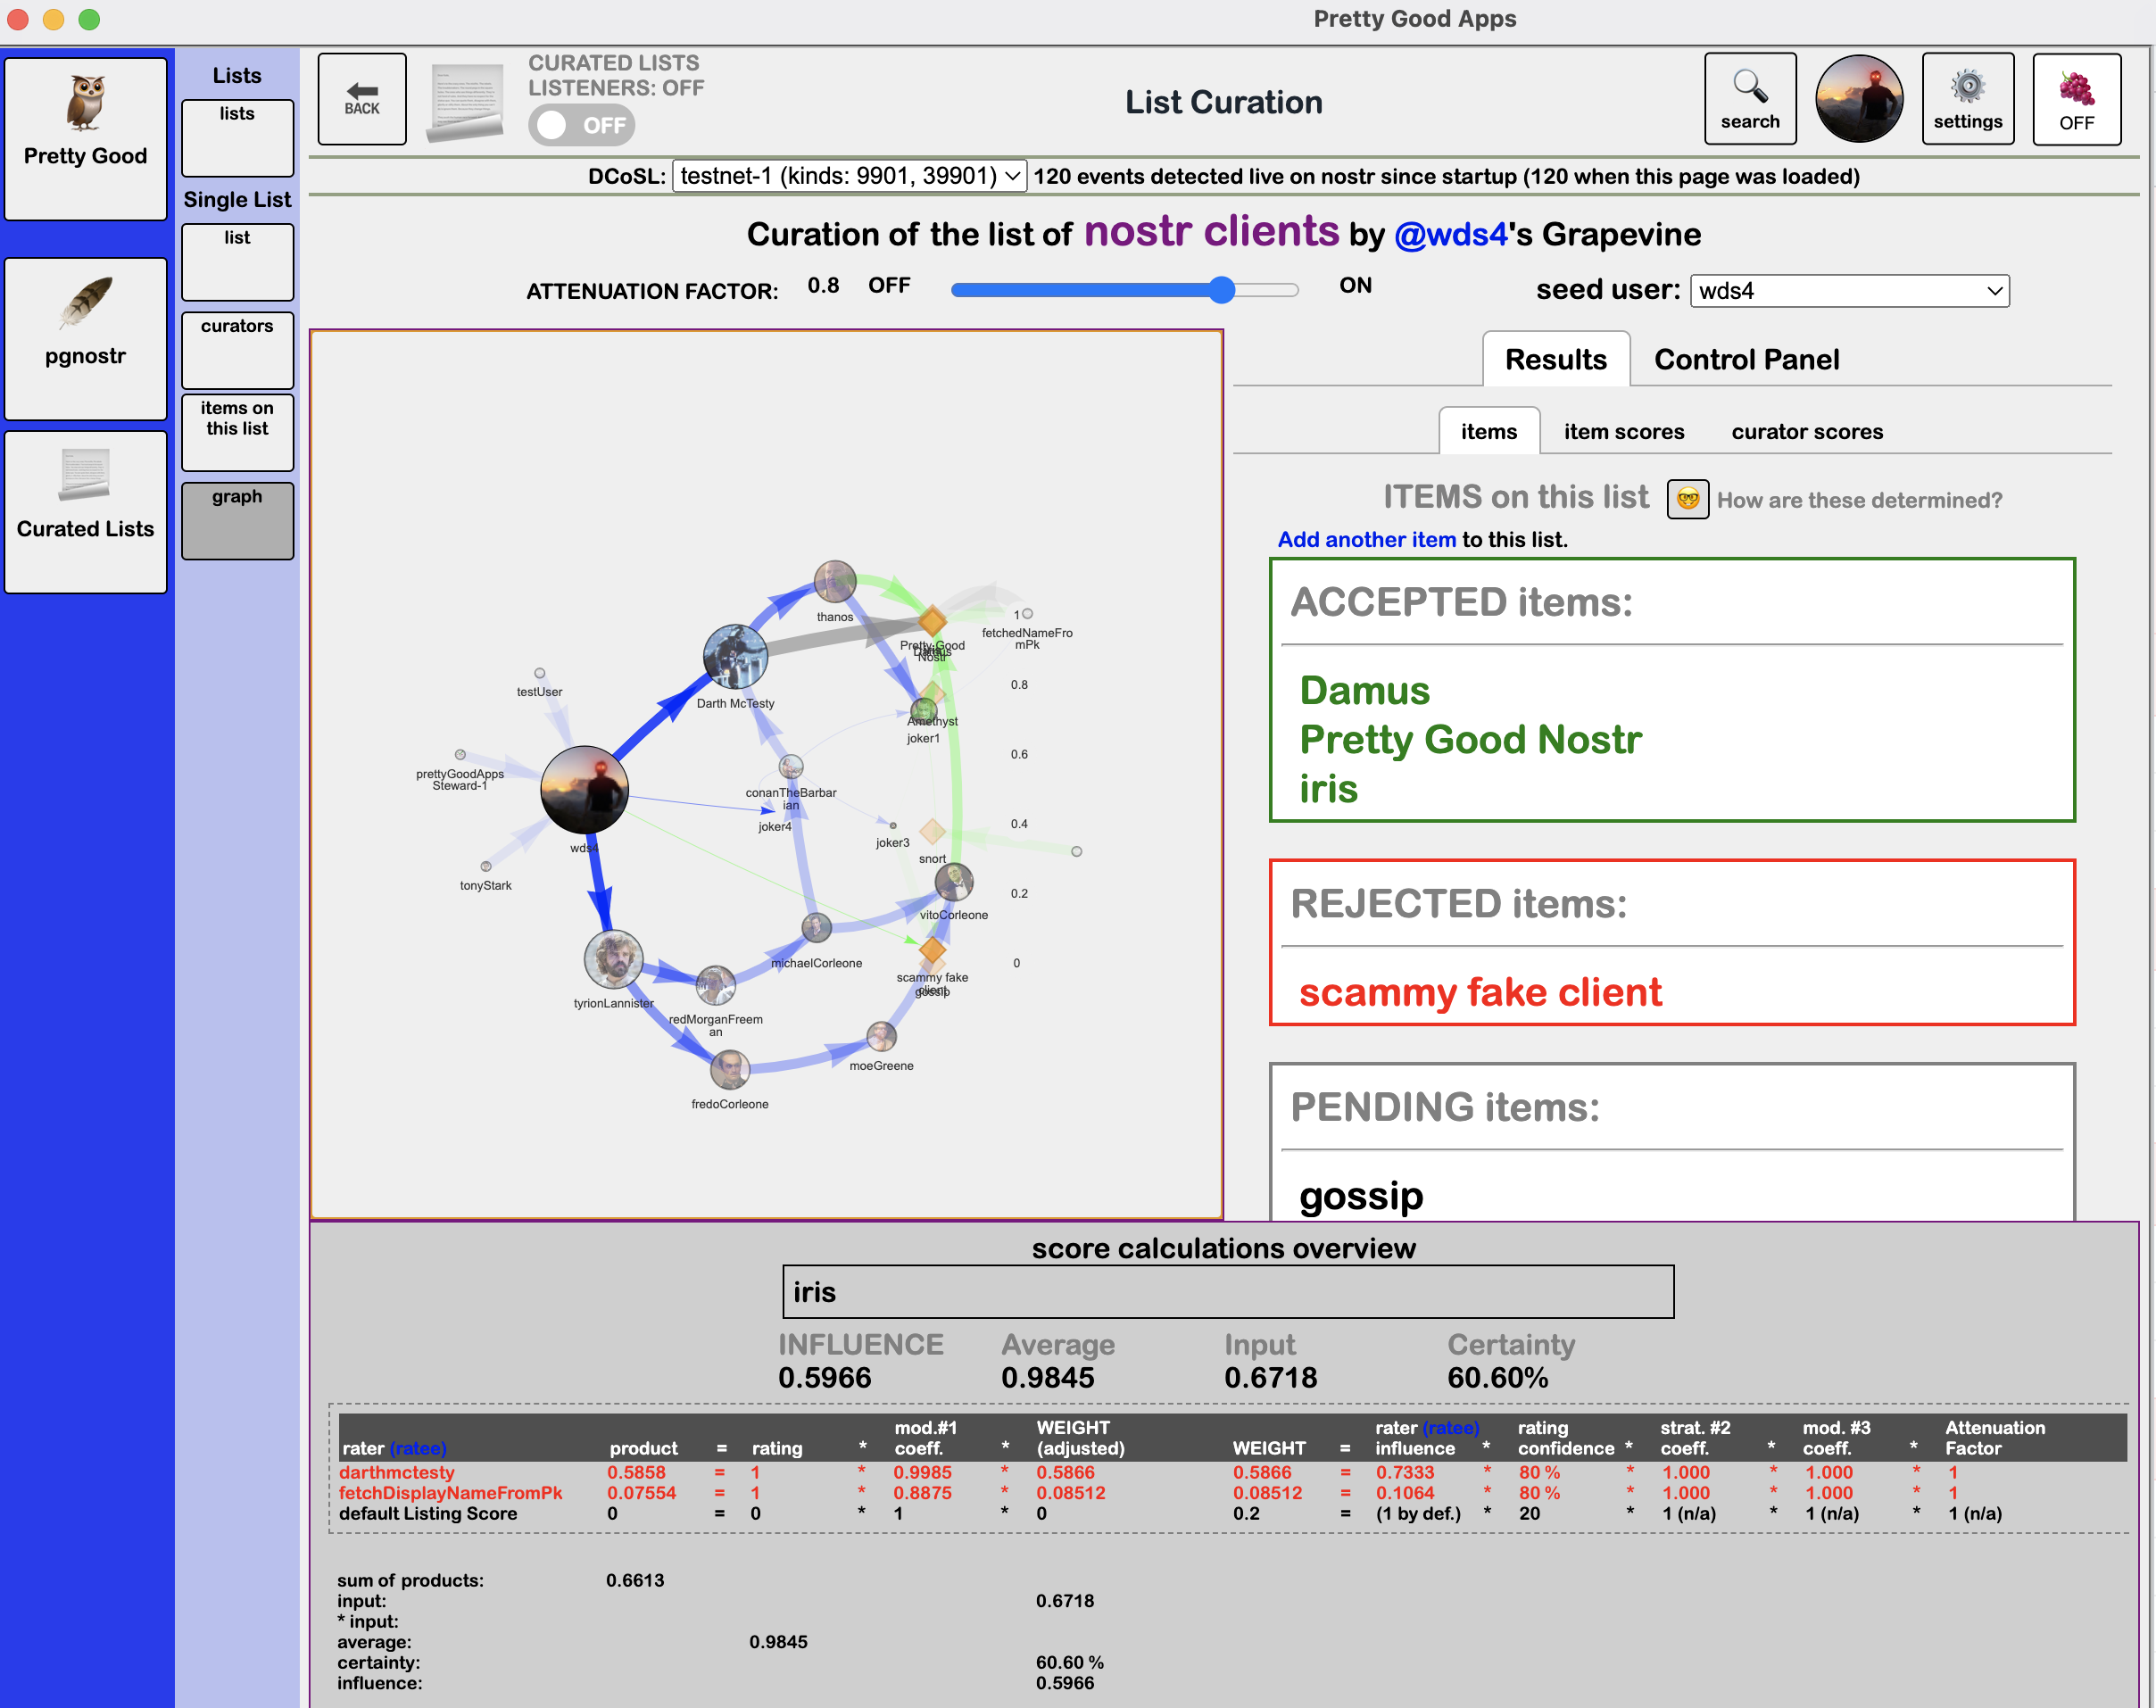 Pretty Good Apps
Pretty Good
pgnostr
Curated Lists
Lists
lists
Single List
list
curators
items on
this list
graph
BACK
CURATED LISTS
LISTENERS: OFF
OFF
List Curation
search
settings
OFF
DCoSL: testnet-1 (kinds: 9901, 39901) 120 events detected live on nostr since startup (120 when this page was loaded)
Curation of the list of nostr clients by @wds4's Grapevine
ATTENUATION FACTOR: 0.8 OFF ON
seed user: wds4
thanos
Darth McTesty
testUser
prettyGoodApps
Steward-1
wds4
tonyStark
conanTheBarbar
ian
joker4
joker3
Pretty Good
Nostr
fetchedNameFro
mPk
Amethyst
joker1
snort
vitoCorleone
michaelCorleone
scammy fake
client
gossip
tyrionLannister
redMorganFreem
an
moeGreene
fredoCorleone
1
0.8
0.6
0.4
0.2
0
Results Control Panel
items item scores curator scores
ITEMS on this list How are these determined?
Add another item to this list.
ACCEPTED items:
Damus
Pretty Good Nostr
iris
REJECTED items:
scammy fake client
PENDING items:
gossip
score calculations overview
iris
INFLUENCE Average Input Certainty
0.5966 0.9845 0.6718 60.60%
mod.#1 WEIGHT rater (ratee) rating strat. #2 mod. #3 Attenuation
rater (ratee) product = rating * coeff. * (adjusted) WEIGHT = influence * confidence * coeff. * coeff. * Factor
darthmctesty 0.5858 = 1 * 0.9985 * 0.5866 0.5866 = 0.7333 * 80 % * 1.000 * 1.000 * 1
fetchDisplayNameFromPk 0.07554 = 1 * 0.8875 * 0.08512 0.08512 = 0.1064 * 80 % * 1.000 * 1.000 * 1
default Listing Score 0 = 0 * 1 * 0 0.2 = (1 by def.) * 20 * 1 (n/a) * 1 (n/a) * 1 (n/a)
sum of products: 0.6613
input: 0.6718
* input:
average: 0.9845
certainty: 60.60 %
influence: 0.5966